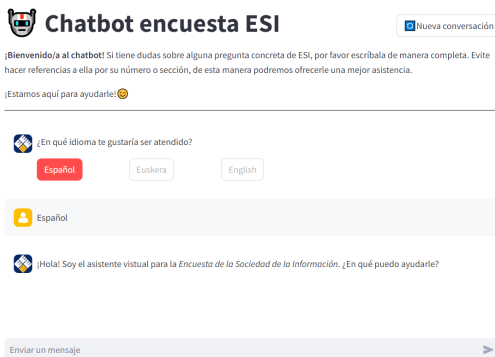 Chatbot encuesta ESI
Nueva conversación
¡Bienvenido/a al chatbot! Si tiene dudas sobre alguna pregunta concreta de ESI, por favor escríbala de manera completa. Evite
hacer referencias a ella por su número o sección, de esta manera podremos ofrecerle una mejor asistencia.
¡Estamos aquí para ayudarle!😊
¿En qué idioma te gustaría ser atendido?
Español
Euskera
English
Español
¡Hola! Soy el asistente vistual para la Encuesta de la Sociedad de la Información. ¿En qué puedo ayudarle?
Enviar un mensaje